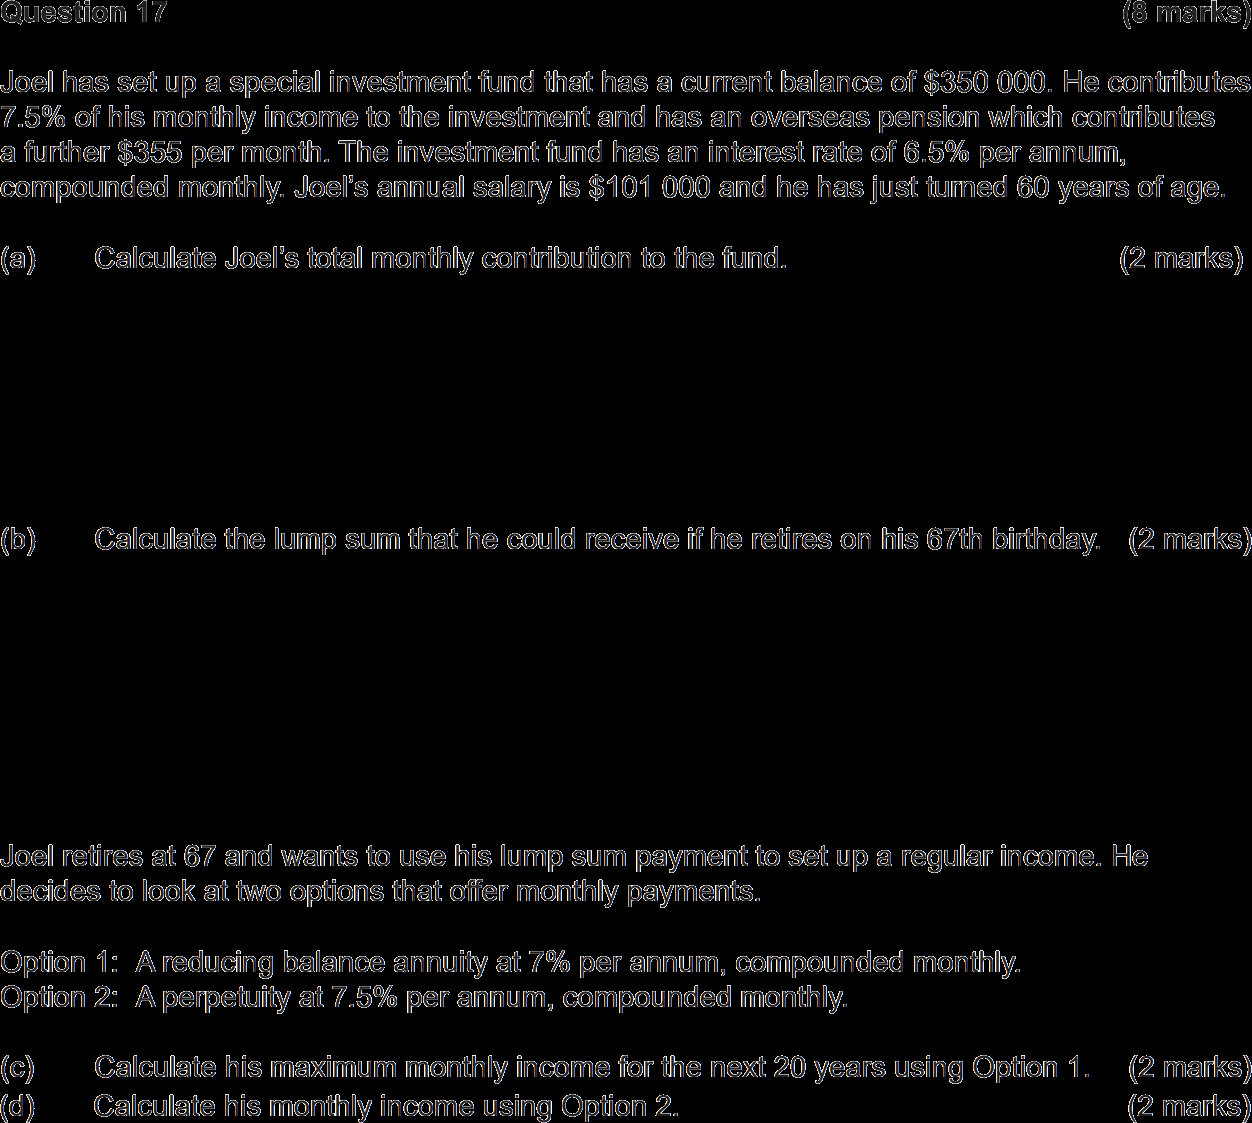 Question 17 (8 marks)
Joel has set up a special investment fund that has a current balance of $350 000. He contributes
7.5% of his monthly income to the investment and has an overseas pension which contributes
a further $355 per month. The investment fund has an interest rate of 6.5% per annum,
compounded monthly. Joel’s annual salary is $101 000 and he has just turned 60 years of age.
(a) Calculate Joel’s total monthly contribution to the fund. (2 marks)
(b) Calculate the lump sum that he could receive if he retires on his 67th birthday. (2 marks)
Joel retires at 67 and wants to use his lump sum payment to set up a regular income. He
decides to look at two options that offer monthly payments.
Option 1: A reducing balance annuity at 7% per annum, compounded monthly.
Option 2: A perpetuity at 7.5% per annum, compounded monthly.
(c) Calculate his maximum monthly income for the next 20 years using Option 1. (2 marks)
(d) Calculate his monthly income using Option 2. (2 marks)